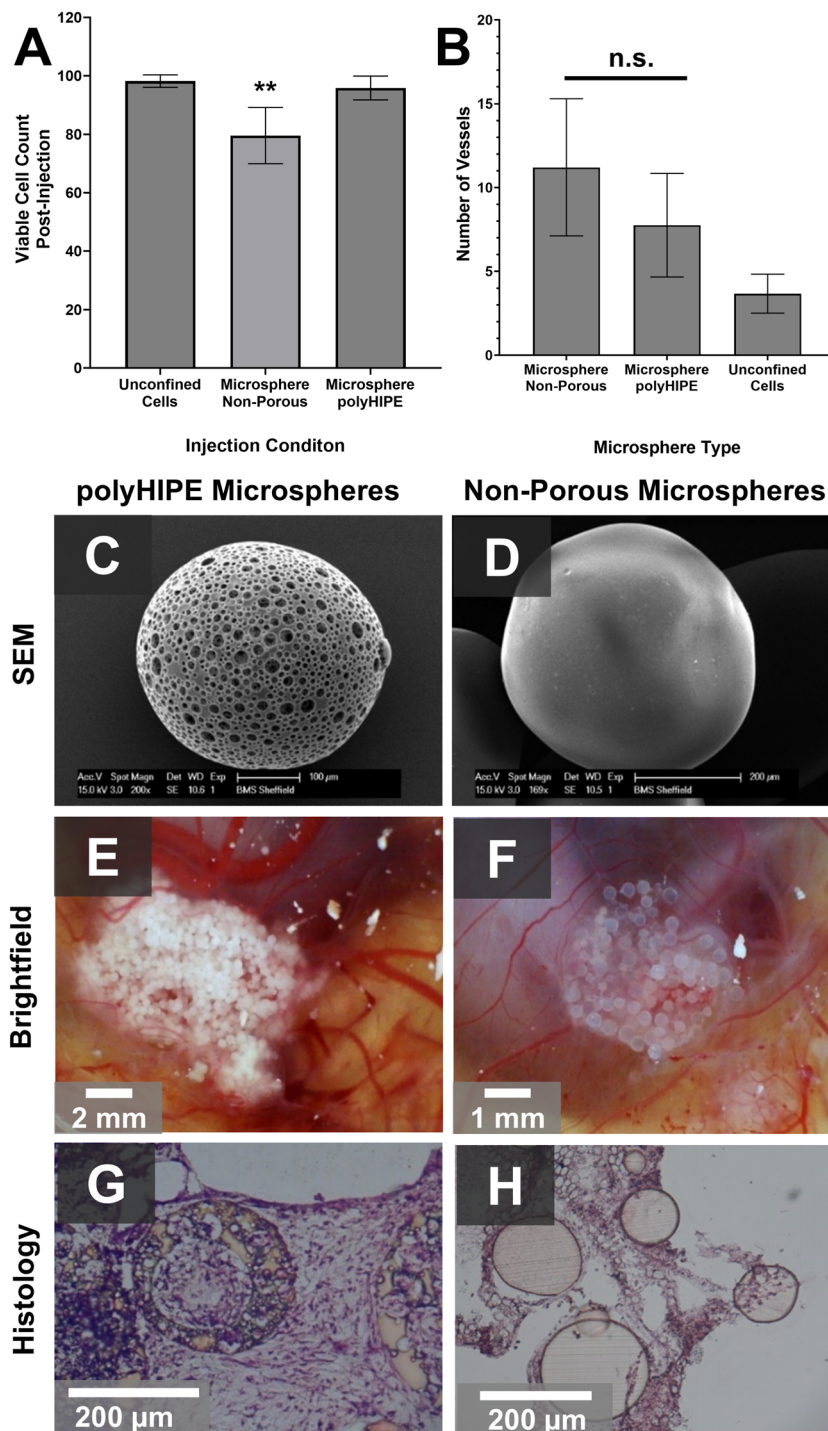 A
Viable Cell Count
Post-Injection
120
100
80
60
40
20
0
**
Unconfined
Cells
Microsphere
Non-Porous
Microsphere
polyHIPE
Injection Conditon
B
Number of Vessels
20
15
10
5
0
n.s.
Microsphere
Non-Porous
Microsphere
polyHIPE
Unconfined
Cells
Microsphere Type
polyHIPE Microspheres
Non-Porous Microspheres
SEM
C
Acc.V Spot Magn Det WD Exp 100 µm
15.0 kV 3.0 200x SE 10.6 1 BMS Sheffield
D
Acc.V Spot Magn Det WD Exp 200 µm
15.0 kV 3.0 169x SE 10.5 1 BMS Sheffield
Brightfield
E
2 mm
F
1 mm
Histology
G
200 µm
H
200 µm